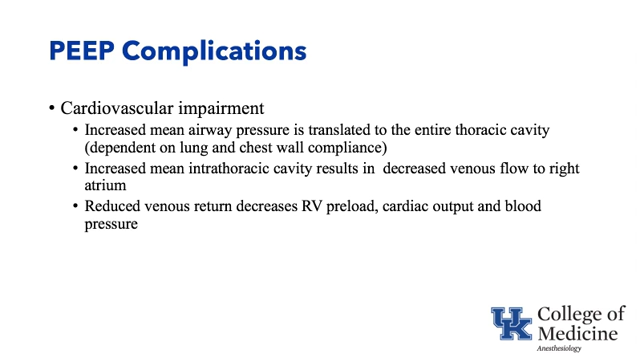 PEEP Complications
• Cardiovascular impairment
• Increased mean airway pressure is translated to the entire thoracic cavity
(dependent on lung and chest wall compliance)
• Increased mean intrathoracic cavity results in  decreased venous flow to right
atrium
• Reduced venous return decreases RV preload, cardiac output and blood
pressure
UK College of
Medicine
Anesthesiology